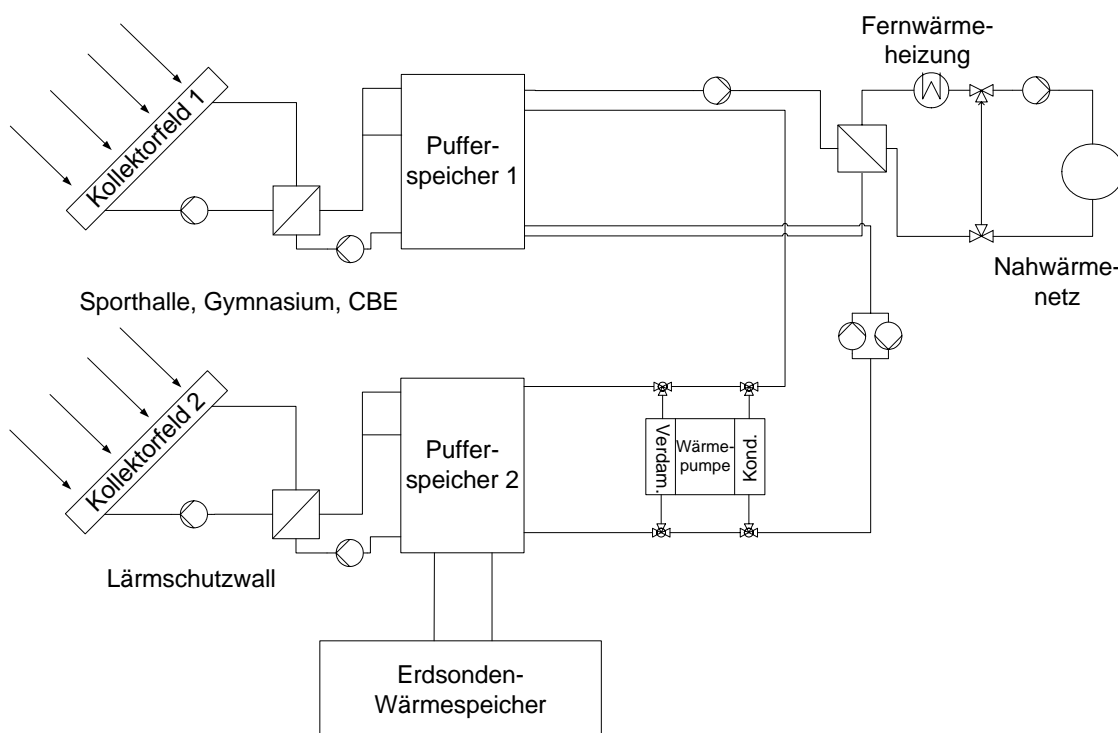 Fernwärme-
heizung
Kollektorfeld 1
Puffer-
speicher 1
Nahwärme-
netz
Sporthalle, Gymnasium, CBE
Kollektorfeld 2
Puffer-
speicher 2
Verdam.
Wärme-
pumpe
Kond.
Lärmschutzwall
Erdsonden-
Wärmespeicher